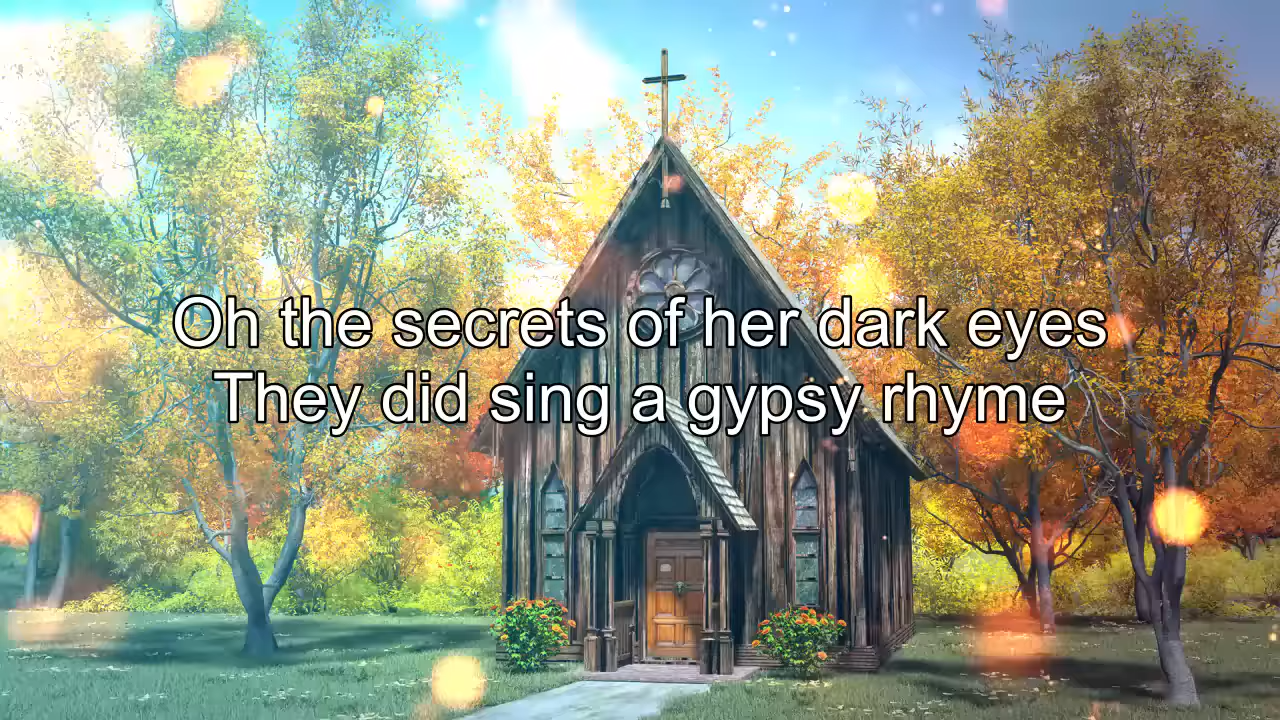 Oh the secrets of her dark eyes
They did sing a gypsy rhyme